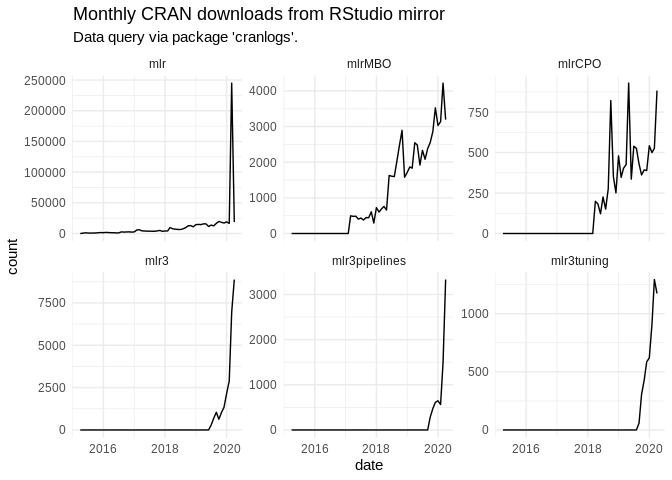 Monthly CRAN downloads from RStudio mirror
Data query via package 'cranlogs'.
mlr
mlrMBO
mlrCPO
250000
200000
150000
100000
50000
0
4000
3000
2000
1000
0
750
500
250
0
count
mlr3
mlr3pipelines
mlr3tuning
7500
5000
2500
0
3000
2000
1000
0
1000
500
0
2016 2018 2020
2016 2018 2020
2016 2018 2020
date